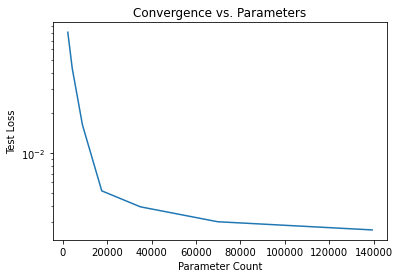 Convergence vs. Parameters
Test Loss
10⁻²
0 20000 40000 60000 80000 100000 120000 140000
Parameter Count